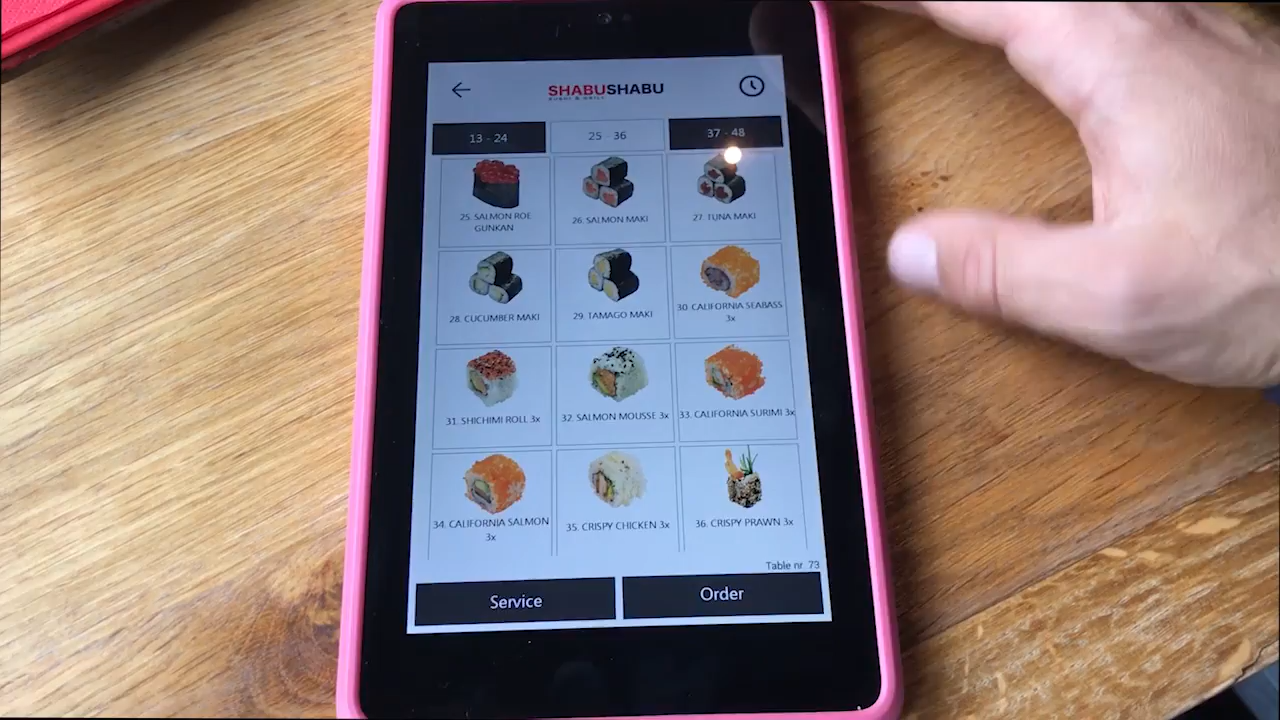 SHABUSHABU
SUSHI & GRILL
13 - 24
25 - 36
37 - 48
25. SALMON ROE
GUNKAN
26. SALMON MAKI
27. TUNA MAKI
28. CUCUMBER MAKI
29. TAMAGO MAKI
30. CALIFORNIA SEABASS
3x
31. SHICHIMI ROLL 3x
32. SALMON MOUSSE 3x
33. CALIFORNIA SURIMI 3x
34. CALIFORNIA SALMON
3x
35. CRISPY CHICKEN 3x
36. CRISPY PRAWN 3x
Table nr. 73
Service
Order